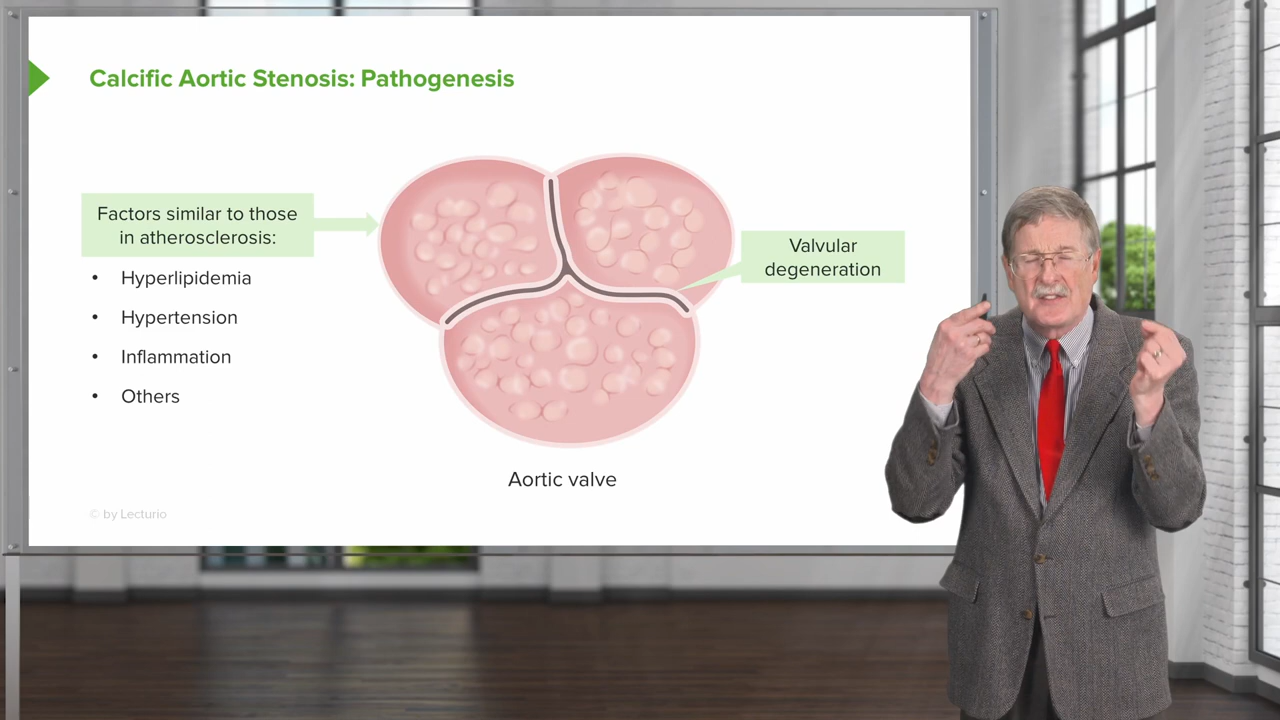 Calcific Aortic Stenosis: Pathogenesis
Factors similar to those
in atherosclerosis:
• Hyperlipidemia
• Hypertension
• Inflammation
• Others
Valvular
degeneration
Aortic valve
© by Lecturio